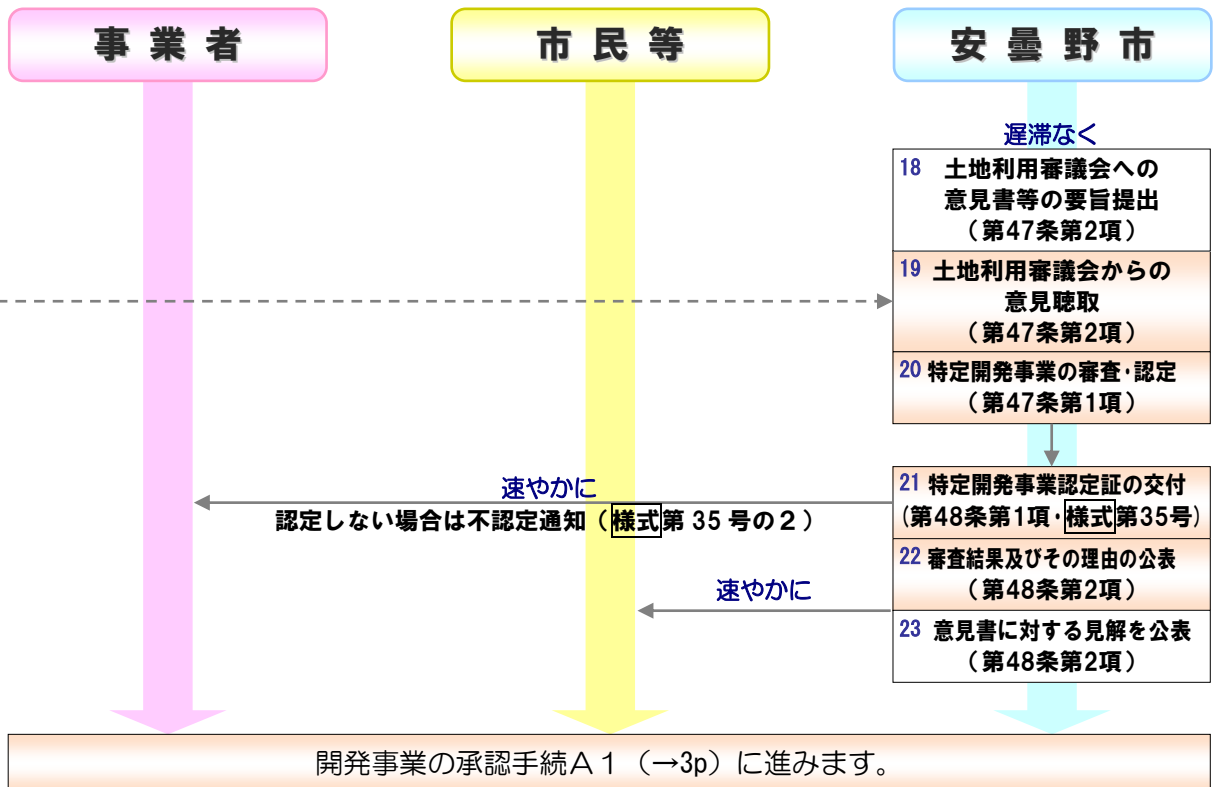 事業者
市民等
安曇野市
遅滞なく
18 土地利用審議会への
意見書等の要旨提出
（第47条第2項）
19 土地利用審議会からの
意見聴取
（第47条第2項）
20 特定開発事業の審査･認定
（第47条第1項）
速やかに
認定しない場合は不認定通知（様式第 35 号の２）
21 特定開発事業認定証の交付
(第48条第1項･様式第35号)
22 審査結果及びその理由の公表
（第48条第2項）
速やかに
23 意見書に対する見解を公表
（第48条第2項）
開発事業の承認手続Ａ１（→3p）に進みます。